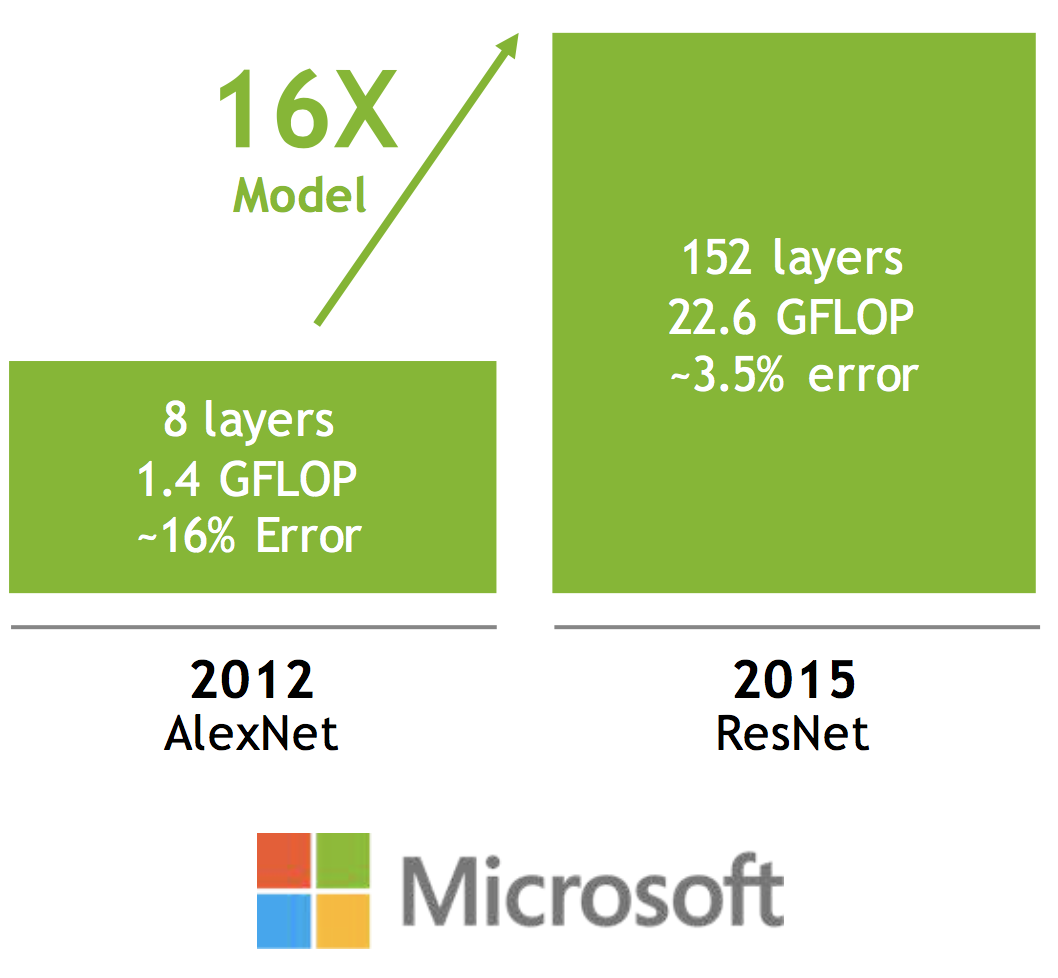 16X
Model
152 layers
22.6 GFLOP
~3.5% error
8 layers
1.4 GFLOP
~16% Error
2012
AlexNet
2015
ResNet
Microsoft